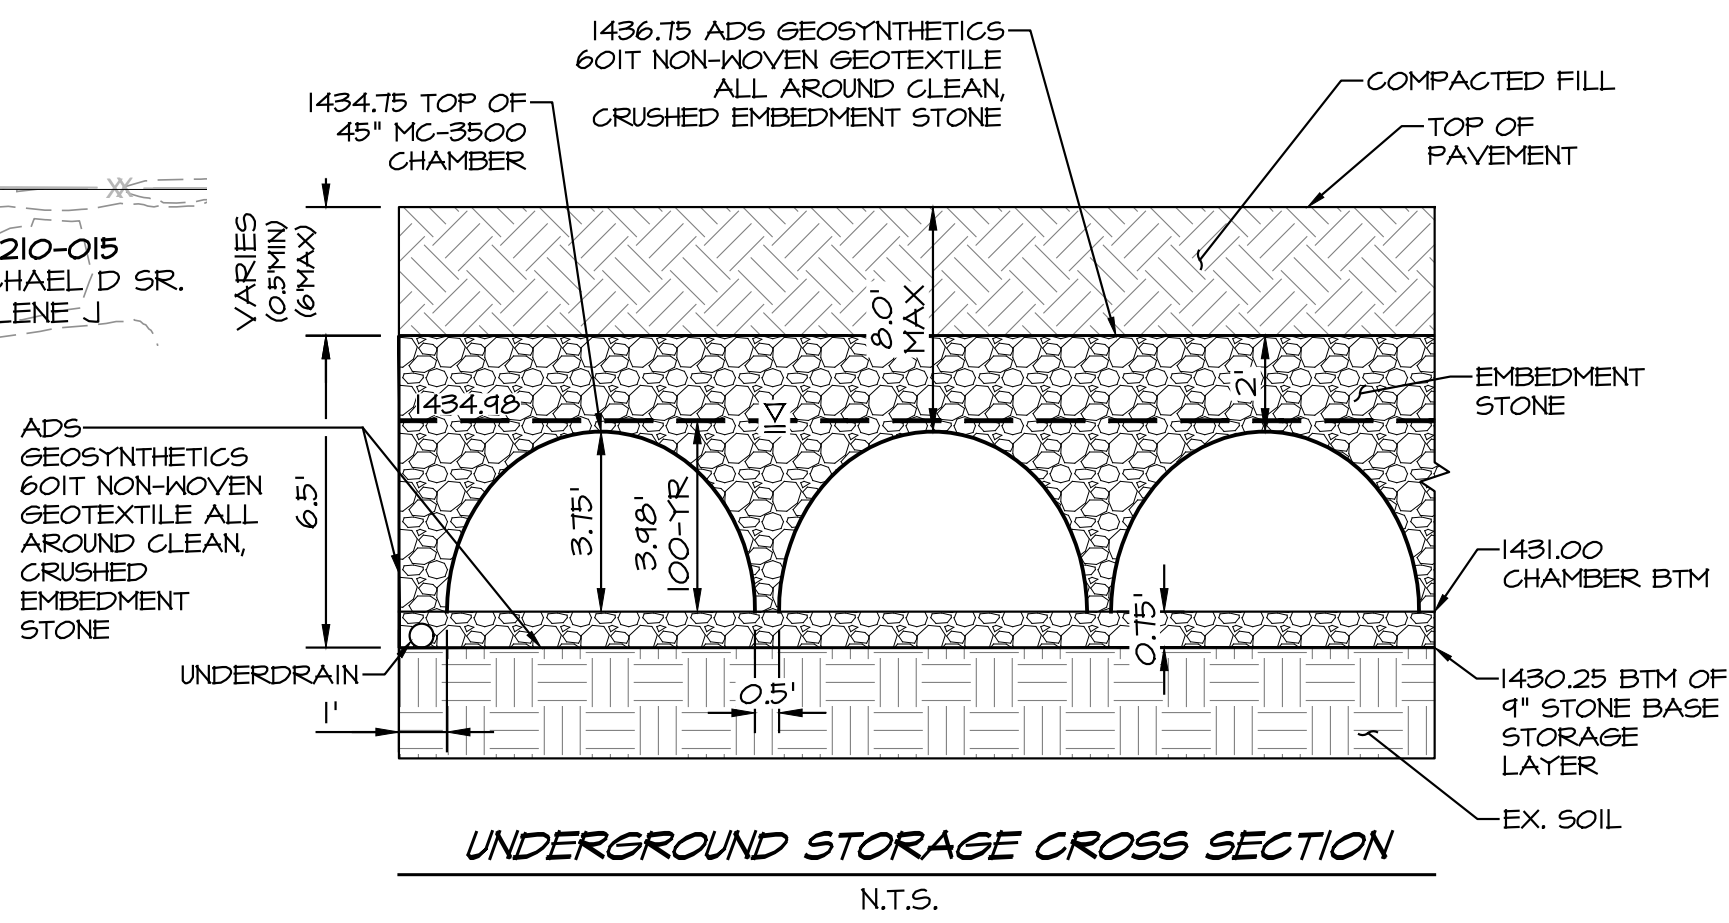 1436.75 ADS GEOSYNTHETICS
601T NON-WOVEN GEOTEXTILE
ALL AROUND CLEAN,
CRUSHED EMBEDMENT STONE
1434.75 TOP OF
45" MC-3500
CHAMBER
COMPACTED FILL
TOP OF
PAVEMENT
210-015
CHAEL D SR.
LENE J
VARIES
(0.5'MIN)
(6'MAX)
8.0'
MAX
2'
EMBEDMENT
STONE
1434.98
ADS
GEOSYNTHETICS
601T NON-WOVEN
GEOTEXTILE ALL
AROUND CLEAN,
CRUSHED
EMBEDMENT
STONE
6.5'
3.75'
3.98'
100-YR
1431.00
CHAMBER BTM
0.75'
UNDERDRAIN
1'
0.5'
1430.25 BTM OF
9" STONE BASE
STORAGE
LAYER
EX. SOIL
UNDERGROUND STORAGE CROSS SECTION
N.T.S.